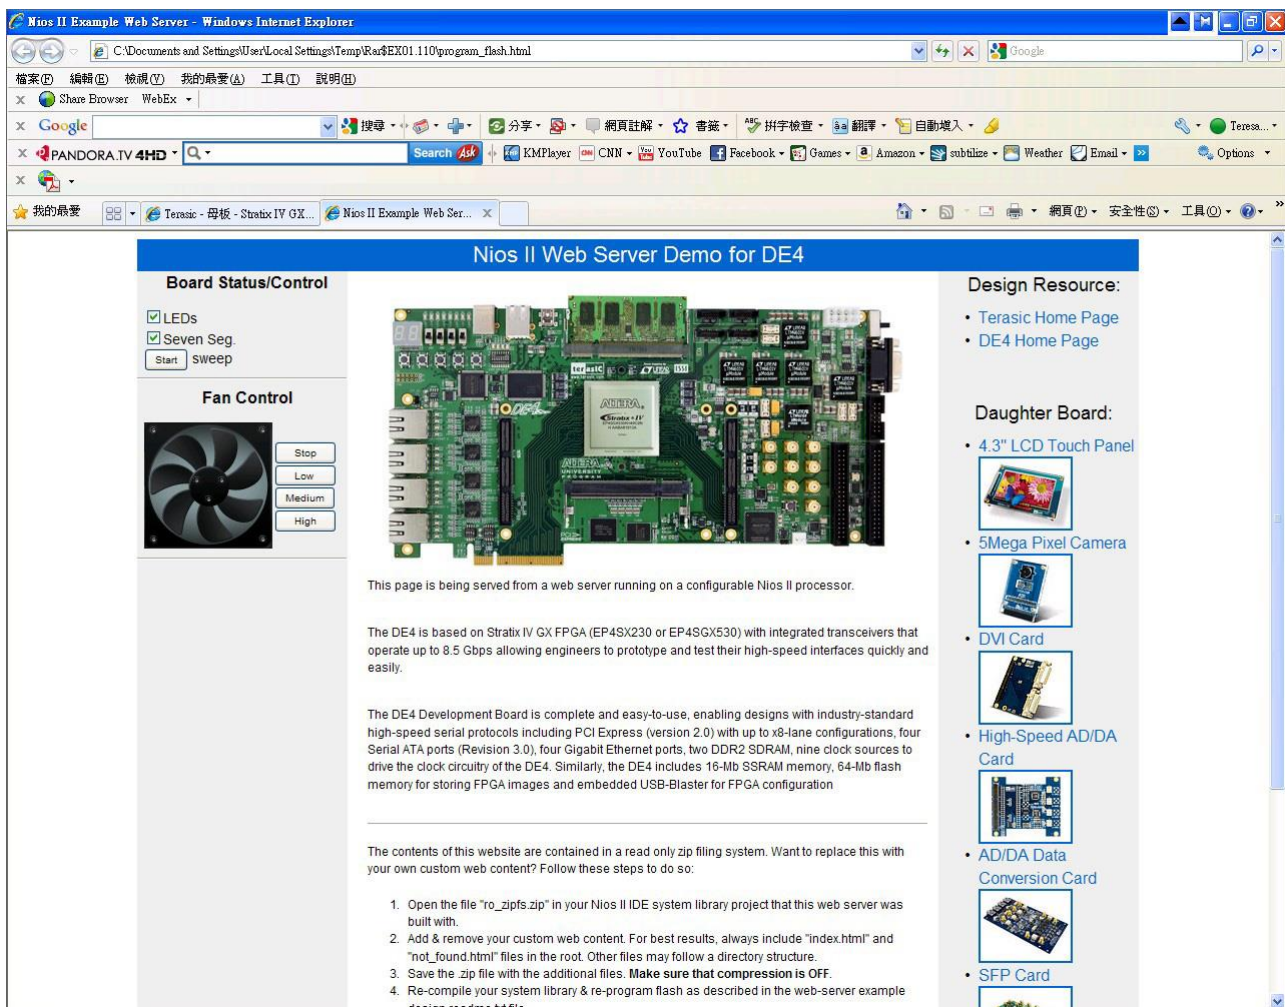 Nios II Example Web Server - Windows Internet Explorer
C:\Documents and Settings\User\Local Settings\Temp\Rar$EX01.110\program_flash.html
Google
檔案(F) 編輯(E) 檢視(V) 我的最愛(A) 工具(T) 說明(H)
x Share Browser WebEx
x Google 搜尋 分享 網頁註解 書籤 ABC 拼字檢查 翻譯 自動填入 Teresa...
x PANDORA.TV 4HD Search Ask KMPlayer CNN YouTube Facebook Games Amazon subtilize Weather Email Options
x
我的最愛 Terasic - 母板 - Stratix IV GX... Nios II Example Web Ser... X 網頁(P) 安全性(S) 工具(O)
Nios II Web Server Demo for DE4
Board Status/Control
LEDs
Seven Seg.
Start sweep
Fan Control
Stop
Low
Medium
High
terasIC
ALTERA
Stratix IV
ALTERA
UNIVERSITY
PROGRAM
This page is being served from a web server running on a configurable Nios II processor.
The DE4 is based on Stratix IV GX FPGA (EP4SX230 or EP4SGX530) with integrated transceivers that
operate up to 8.5 Gbps allowing engineers to prototype and test their high-speed interfaces quickly and
easily.
The DE4 Development Board is complete and easy-to-use, enabling designs with industry-standard
high-speed serial protocols including PCI Express (version 2.0) with up to x8-lane configurations, four
Serial ATA ports (Revision 3.0), four Gigabit Ethernet ports, two DDR2 SDRAM, nine clock sources to
drive the clock circuitry of the DE4. Similarly, the DE4 includes 16-Mb SSRAM memory, 64-Mb flash
memory for storing FPGA images and embedded USB-Blaster for FPGA configuration
The contents of this website are contained in a read only zip filing system. Want to replace this with
your own custom web content? Follow these steps to do so:
1. Open the file "ro_zipfs.zip" in your Nios II IDE system library project that this web server was
built with.
2. Add & remove your custom web content. For best results, always include "index.html" and
"not_found.html" files in the root. Other files may follow a directory structure.
3. Save the .zip file with the additional files. Make sure that compression is OFF.
4. Re-compile your system library & re-program flash as described in the web-server example
Design Resource:
• Terasic Home Page
• DE4 Home Page
Daughter Board:
• 4.3" LCD Touch Panel
• 5Mega Pixel Camera
• DVI Card
• High-Speed AD/DA
Card
• AD/DA Data
Conversion Card
• SFP Card